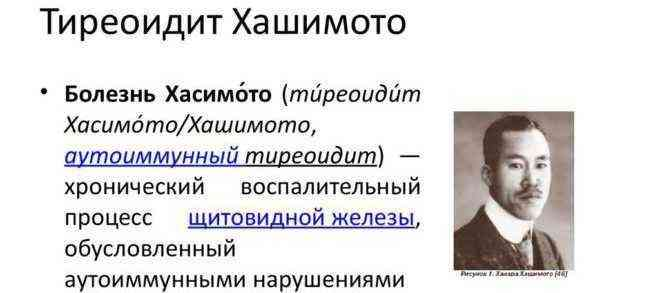 Тиреоидит Хашимото
• Болезнь Хасимо́то (ти́реоиди́т
Хасимо́то/Хашимото,
аутоиммунный тиреоидит) —
хронический воспалительный
процесс щитовидной железы,
обусловленный
аутоиммунными нарушениями
Рисунок 1. Хакара Хашимото [46]